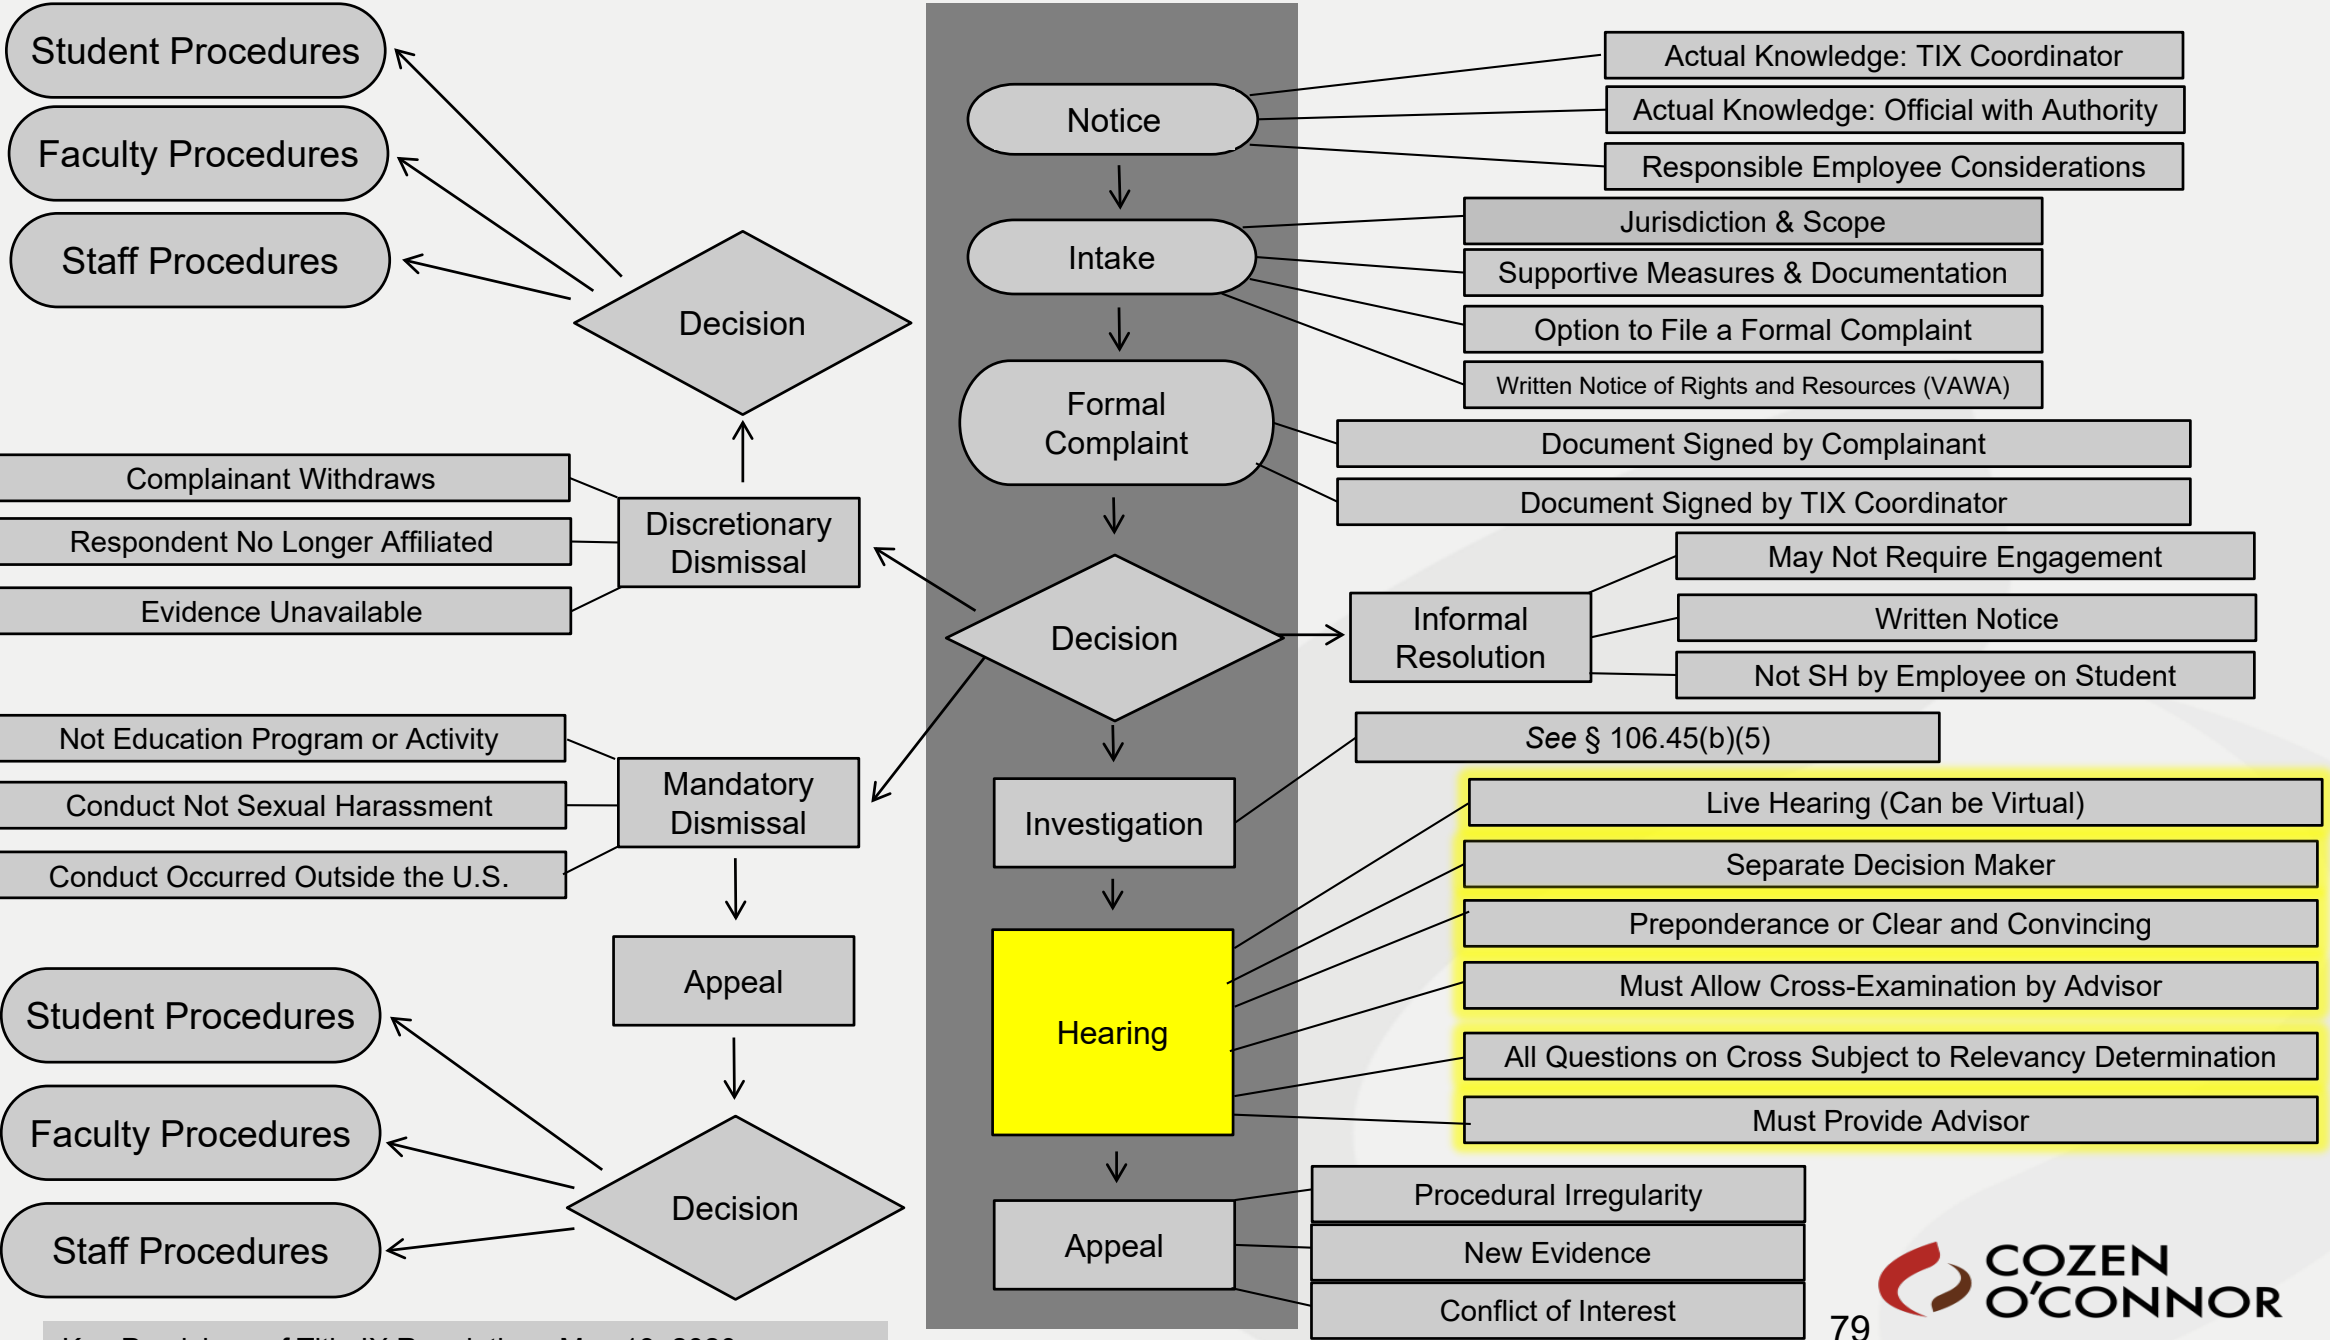 Student Procedures
Faculty Procedures
Staff Procedures
Decision
Complainant Withdraws
Respondent No Longer Affiliated
Evidence Unavailable
Discretionary
Dismissal
Not Education Program or Activity
Conduct Not Sexual Harassment
Conduct Occurred Outside the U.S.
Mandatory
Dismissal
Appeal
Student Procedures
Faculty Procedures
Staff Procedures
Decision
Notice
Actual Knowledge: TIX Coordinator
Actual Knowledge: Official with Authority
Responsible Employee Considerations
Intake
Jurisdiction & Scope
Supportive Measures & Documentation
Option to File a Formal Complaint
Written Notice of Rights and Resources (VAWA)
Formal
Complaint
Document Signed by Complainant
Document Signed by TIX Coordinator
Decision
Informal
Resolution
May Not Require Engagement
Written Notice
Not SH by Employee on Student
Investigation
See § 106.45(b)(5)
Hearing
Live Hearing (Can be Virtual)
Separate Decision Maker
Preponderance or Clear and Convincing
Must Allow Cross-Examination by Advisor
All Questions on Cross Subject to Relevancy Determination
Must Provide Advisor
Appeal
Procedural Irregularity
New Evidence
Conflict of Interest
79
COZEN
O'CONNOR